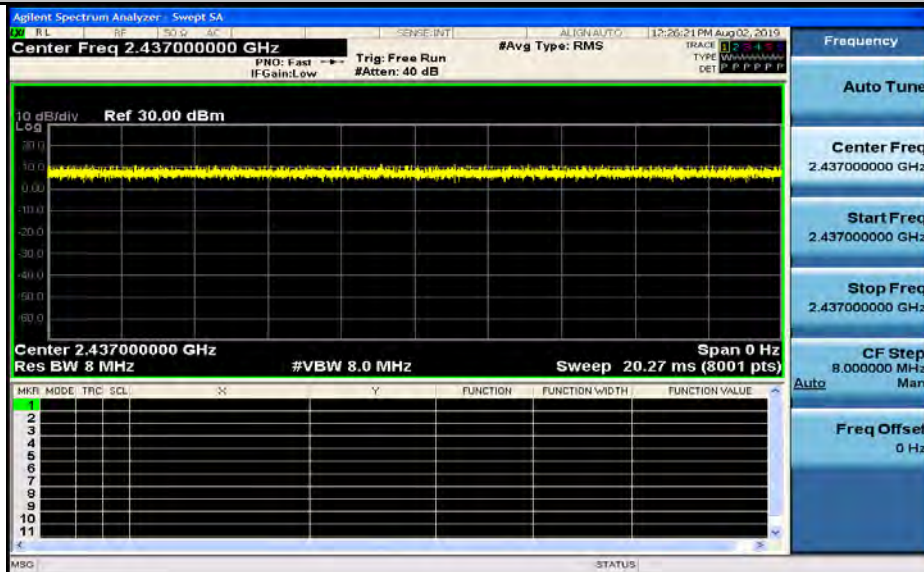 Agilent Spectrum Analyzer - Swept SA
RL RF 50 Ω AC SENSE:INT ALIGN AUTO 12:26:21 PM Aug 02, 2019
Center Freq 2.437000000 GHz
PNO: Fast
IFGain:Low
Trig: Free Run
#Atten: 40 dB
#Avg Type: RMS
TRACE 1 2 3 4 5 6
TYPE
DET P P P P P P
10 dB/div Ref 30.00 dBm
Log
20.0
10.0
0.00
-10.0
-20.0
-30.0
-40.0
-50.0
-60.0
Center 2.437000000 GHz Span 0 Hz
Res BW 8 MHz #VBW 8.0 MHz Sweep 20.27 ms (8001 pts)
MKR MODE TRC SCL X Y FUNCTION FUNCTION WIDTH FUNCTION VALUE
1
2
3
4
5
6
7
8
9
10
11
MSG STATUS
Frequency
Auto Tune
Center Freq
2.437000000 GHz
Start Freq
2.437000000 GHz
Stop Freq
2.437000000 GHz
CF Step
8.000000 MHz
Auto Man
Freq Offset
0 Hz